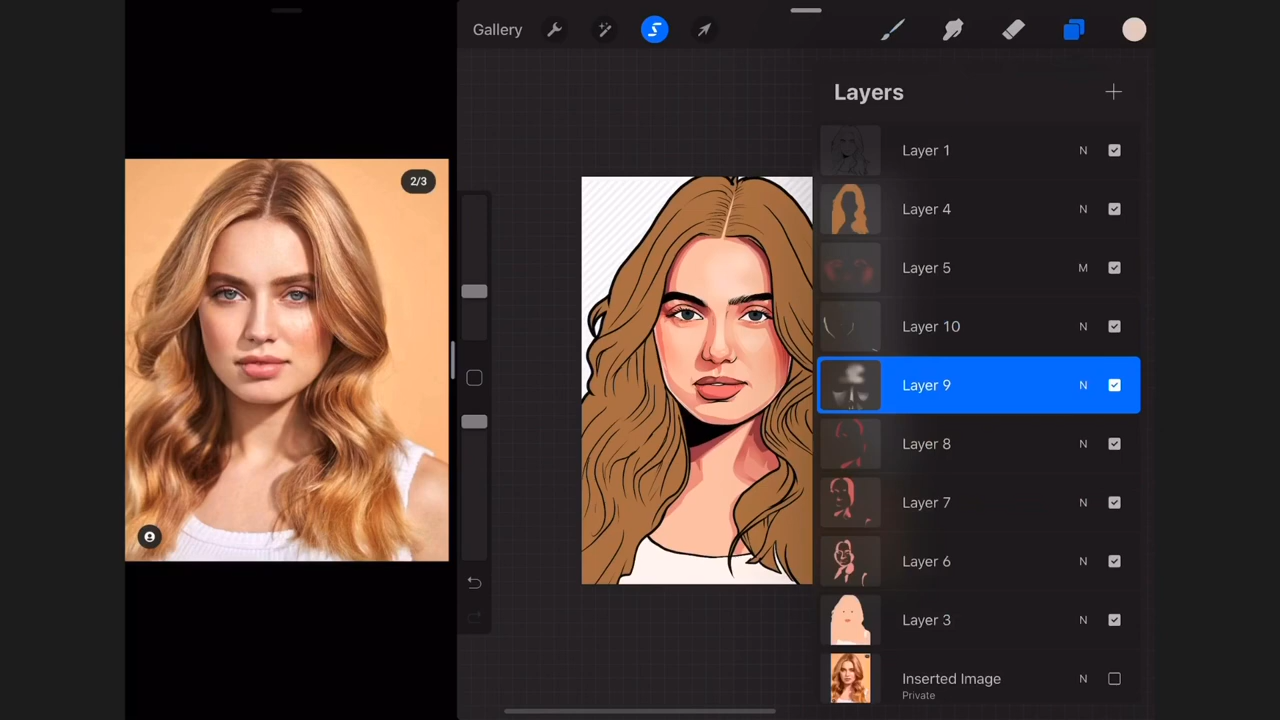 Gallery
2/3
Layers
Layer 1 N
Layer 4 N
Layer 5 M
Layer 10 N
Layer 9 N
Layer 8 N
Layer 7 N
Layer 6 N
Layer 3 N
Inserted Image N
Private